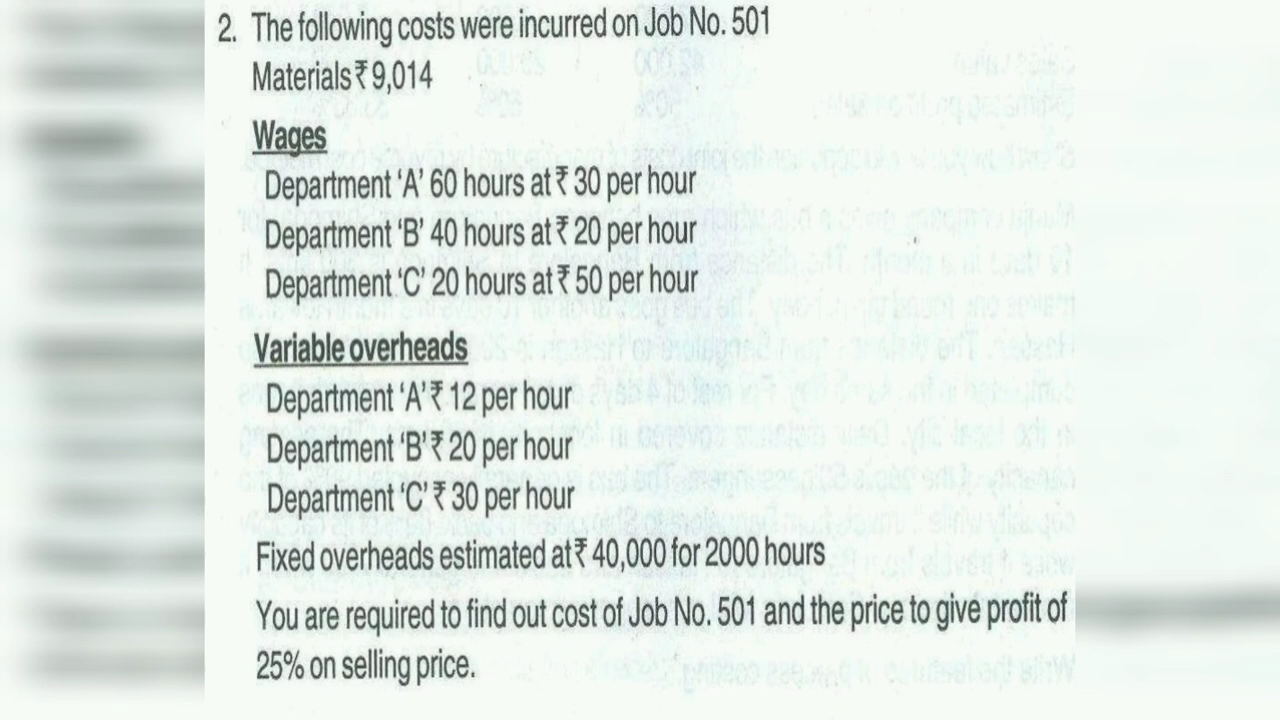 2. The following costs were incurred on Job No. 501
Materials ₹ 9,014
Wages
Department ‘A’ 60 hours at ₹ 30 per hour
Department ‘B’ 40 hours at ₹ 20 per hour
Department ‘C’ 20 hours at ₹ 50 per hour
Variable overheads
Department ‘A’ ₹ 12 per hour
Department ‘B’ ₹ 20 per hour
Department ‘C’ ₹ 30 per hour
Fixed overheads estimated at ₹ 40,000 for 2000 hours
You are required to find out cost of Job No. 501 and the price to give profit of
25% on selling price.